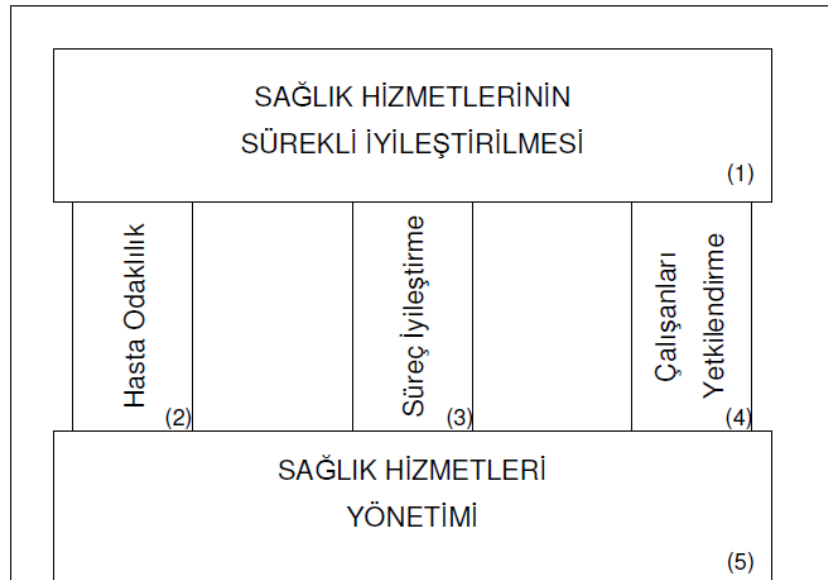 SAĞLIK HİZMETLERİNİN
SÜREKLİ İYİLEŞTİRİLMESİ
(1)
Hasta Odaklılık
(2)
Süreç İyileştirme
(3)
Çalışanları
Yetkilendirme
(4)
SAĞLIK HİZMETLERİ
YÖNETİMİ
(5)